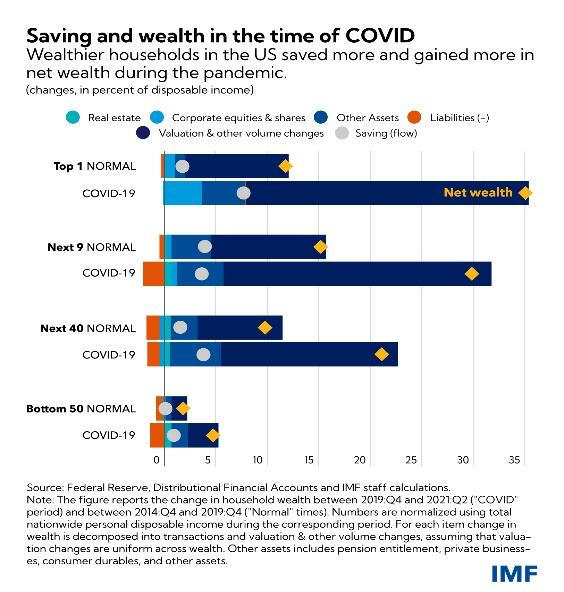 Saving and wealth in the time of COVID
Wealthier households in the US saved more and gained more in
net wealth during the pandemic.
(changes, in percent of disposable income)
Real estate Corporate equities & shares Other Assets Liabilities (-)
Valuation & other volume changes Saving (flow)
Top 1 NORMAL
COVID-19 Net wealth
Next 9 NORMAL
COVID-19
Next 40 NORMAL
COVID-19
Bottom 50 NORMAL
COVID-19
0 5 10 15 20 25 30 35
Source: Federal Reserve, Distributional Financial Accounts and IMF staff calculations.
Note: The figure reports the change in household wealth between 2019:Q4 and 2021:Q2 ("COVID"
period) and between 2014:Q4 and 2019:Q4 ("Normal" times). Numbers are normalized using total
nationwide personal disposable income during the corresponding period. For each item change in
wealth is decomposed into transactions and valuation & other volume changes, assuming that valua-
tion changes are uniform across wealth. Other assets includes pension entitlement, private business-
es, consumer durables, and other assets.
IMF